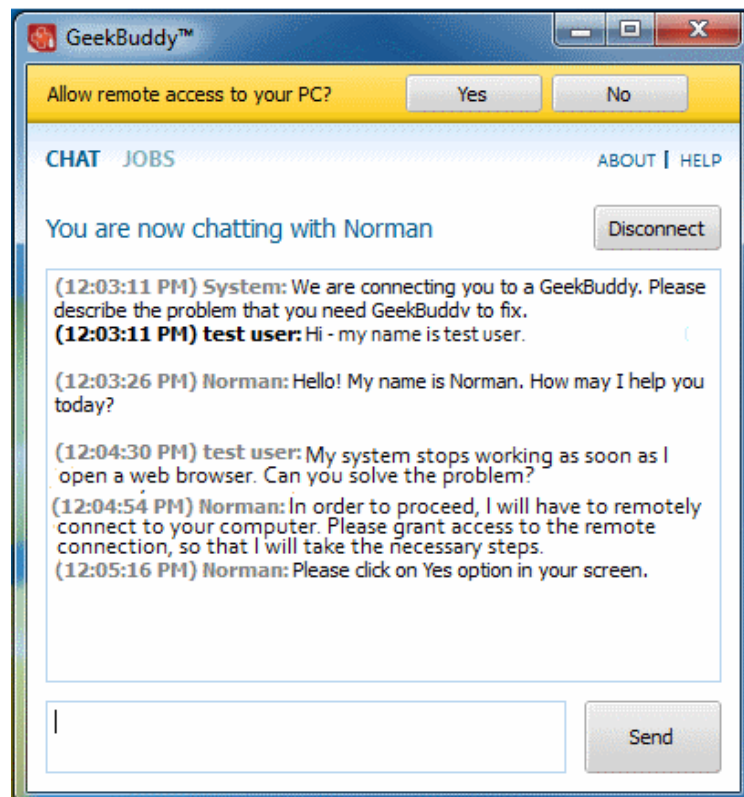 GeekBuddy™
Allow remote access to your PC?
Yes
No
CHAT
JOBS
ABOUT | HELP
You are now chatting with Norman
Disconnect
(12:03:11 PM) System: We are connecting you to a GeekBuddy. Please
describe the problem that you need GeekBuddy to fix.
(12:03:11 PM) test user: Hi - my name is test user.
(12:03:26 PM) Norman: Hello! My name is Norman. How may I help you
today?
(12:04:30 PM) test user: My system stops working as soon as I
open a web browser. Can you solve the problem?
(12:04:54 PM) Norman: In order to proceed, I will have to remotely
connect to your computer. Please grant access to the remote
connection, so that I will take the necessary steps.
(12:05:16 PM) Norman: Please click on Yes option in your screen.
Send